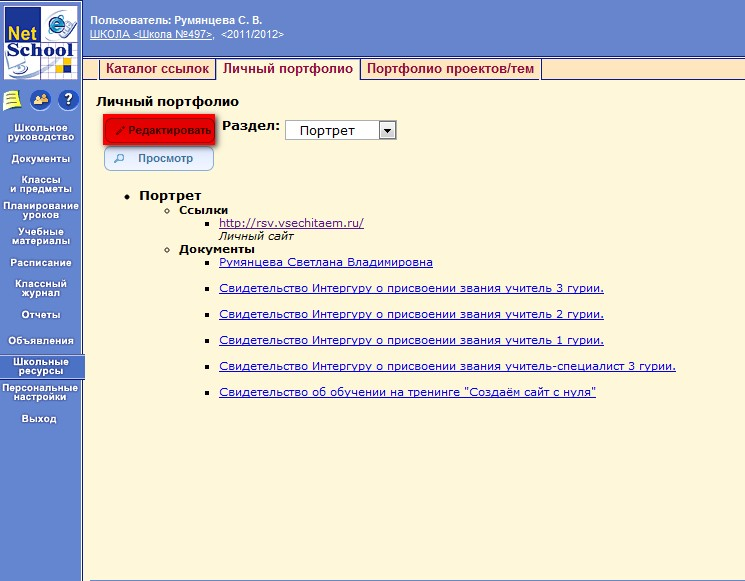 Net
School
Пользователь: Румянцева С. В.
ШКОЛА <Школа №497>, <2011/2012>
Каталог ссылок
Личный портфолио
Портфолио проектов/тем
?
Школьное
руководство
Документы
Классы
и предметы
Планирование
уроков
Учебные
материалы
Расписание
Классный
журнал
Отчеты
Объявления
Школьные
ресурсы
Персональные
настройки
Выход
Личный портфолио
Редактировать
Раздел:
Портрет
Просмотр
Портрет
Ссылки
http://rsv.vsechitaem.ru/
Личный сайт
Документы
Румянцева Светлана Владимировна
Свидетельство Интергуру о присвоении звания учитель 3 гурии.
Свидетельство Интергуру о присвоении звания учитель 2 гурии.
Свидетельство Интергуру о присвоении звания учитель 1 гурии.
Свидетельство Интергуру о присвоении звания учитель-специалист 3 гурии.
Свидетельство об обучении на тренинге "Создаём сайт с нуля"